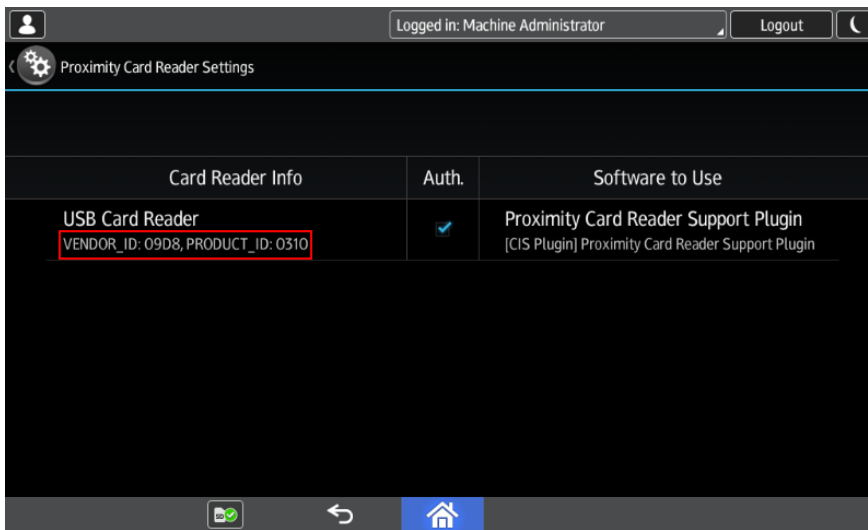 Logged in: Machine Administrator
Logout
Proximity Card Reader Settings
Card Reader Info
Auth.
Software to Use
USB Card Reader
VENDOR_ID: 09D8, PRODUCT_ID: 0310
Proximity Card Reader Support Plugin
[CIS Plugin] Proximity Card Reader Support Plugin
SD